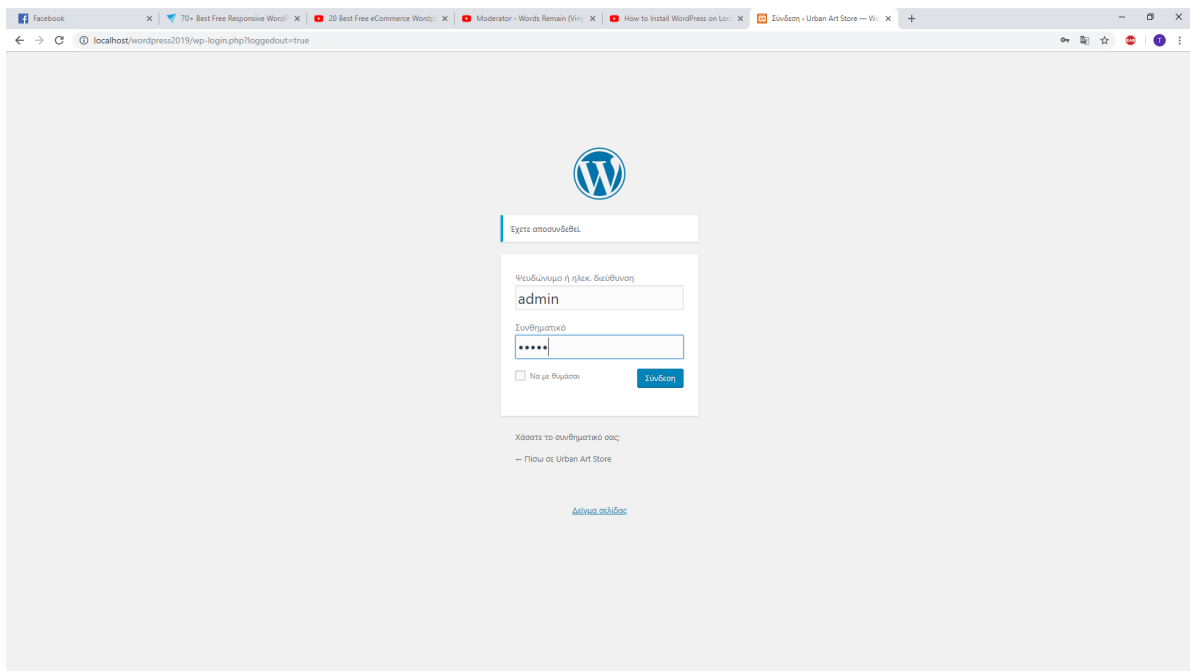 Facebook
70+ Best Free Responsive WordP
20 Best Free eCommerce Wordp
Moderator - Words Remain (Viny
How to Install WordPress on Loc
Σύνδεση ‹ Urban Art Store — Wo
localhost/wordpress2019/wp-login.php?loggedout=true
T
Έχετε αποσυνδεθεί.
Ψευδώνυμο ή ηλεκ. διεύθυνση
admin
Συνθηματικό
•••••
Να με θυμάσαι
Σύνδεση
Χάσατε το συνθηματικό σας;
← Πίσω σε Urban Art Store
Δείγμα σελίδας